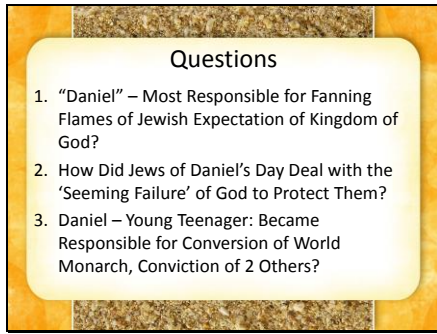 Questions
1. “Daniel” – Most Responsible for Fanning
Flames of Jewish Expectation of Kingdom of
God?
2. How Did Jews of Daniel’s Day Deal with the
‘Seeming Failure’ of God to Protect Them?
3. Daniel – Young Teenager: Became
Responsible for Conversion of World
Monarch, Conviction of 2 Others?